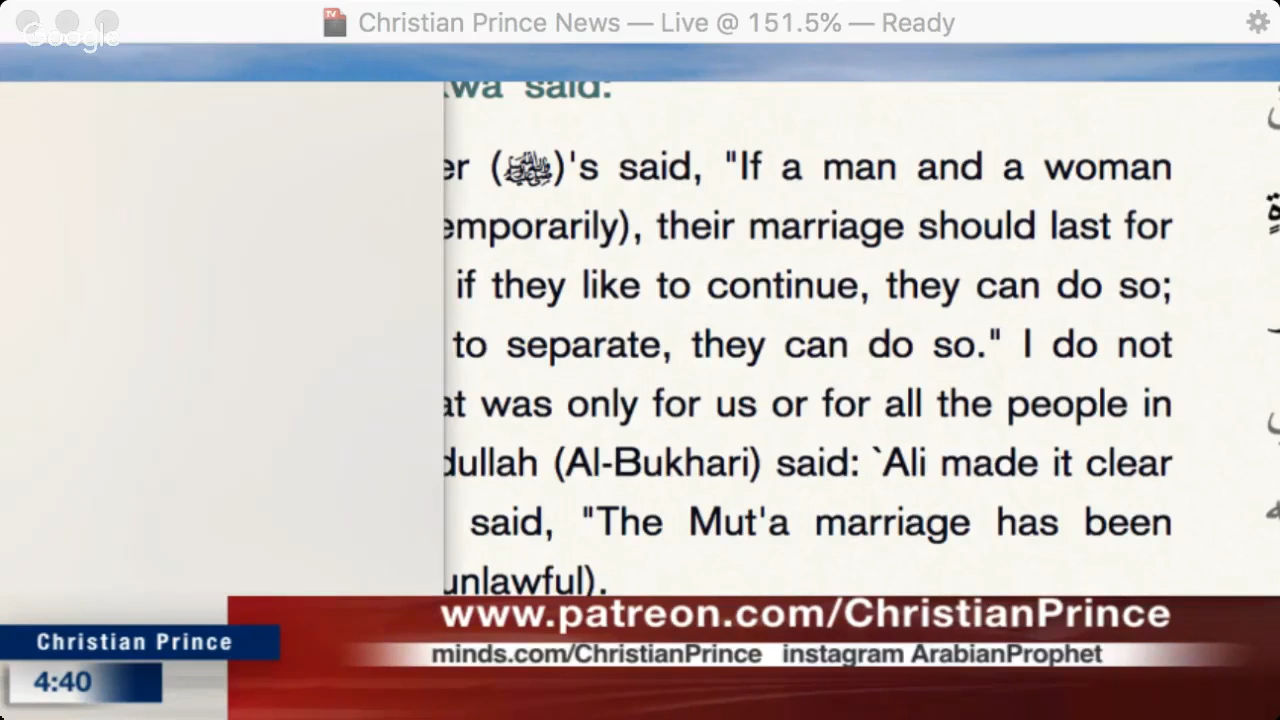 Google
Christian Prince News — Live @ 151.5% — Ready
said:
er (ﷺ)'s said, "If a man and a woman
emporarily), their marriage should last for
if they like to continue, they can do so;
to separate, they can do so." I do not
at was only for us or for all the people in
dullah (Al-Bukhari) said: `Ali made it clear
said, "The Mut'a marriage has been
unlawful).
www.patreon.com/ChristianPrince
Christian Prince
minds.com/ChristianPrince instagram ArabianProphet
4:40